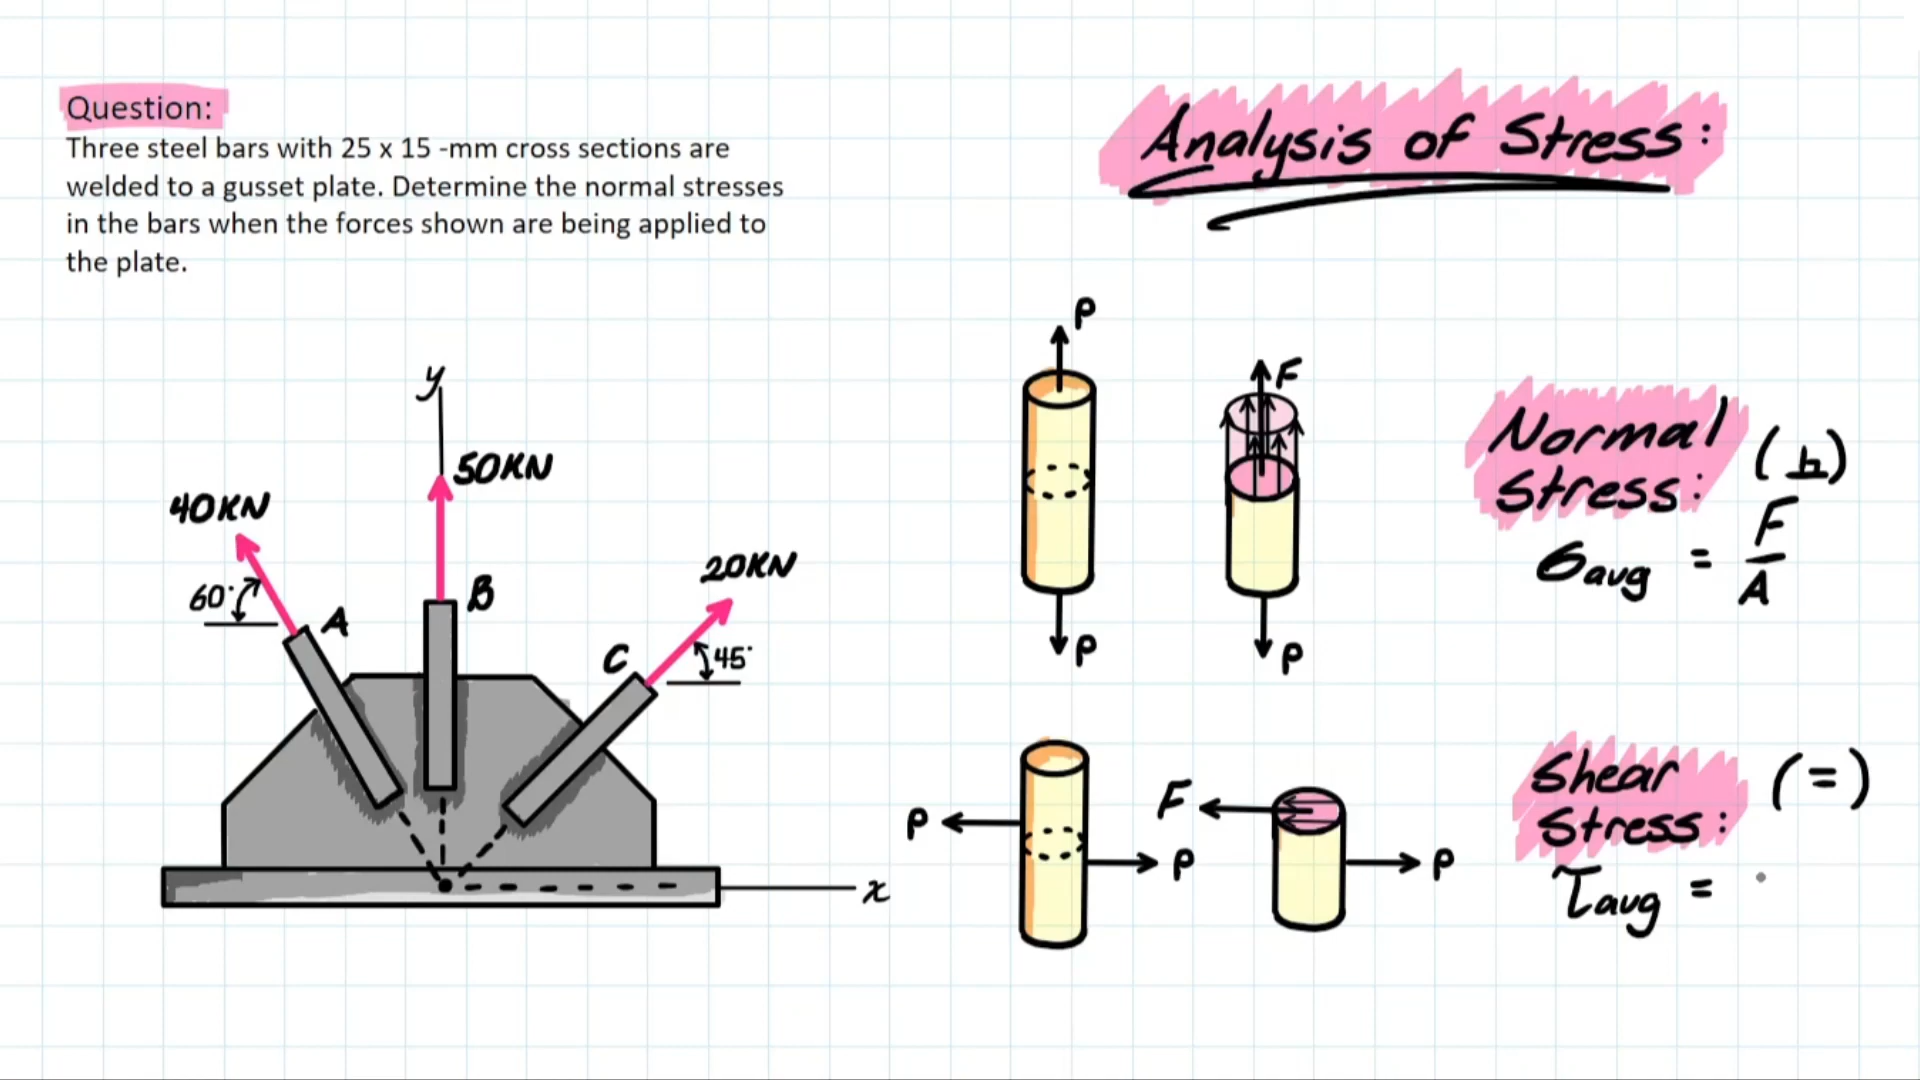 Question:
Three steel bars with 25 x 15 -mm cross sections are
welded to a gusset plate. Determine the normal stresses
in the bars when the forces shown are being applied to
the plate.
Analysis of Stress:
y
50KN
40KN
60°
A
B
20KN
C
45°
x
P
P
F
P
Normal
Stress:
(⊥)
σavg = F/A
P
P
F
P
Shear
Stress:
(=)
τavg =